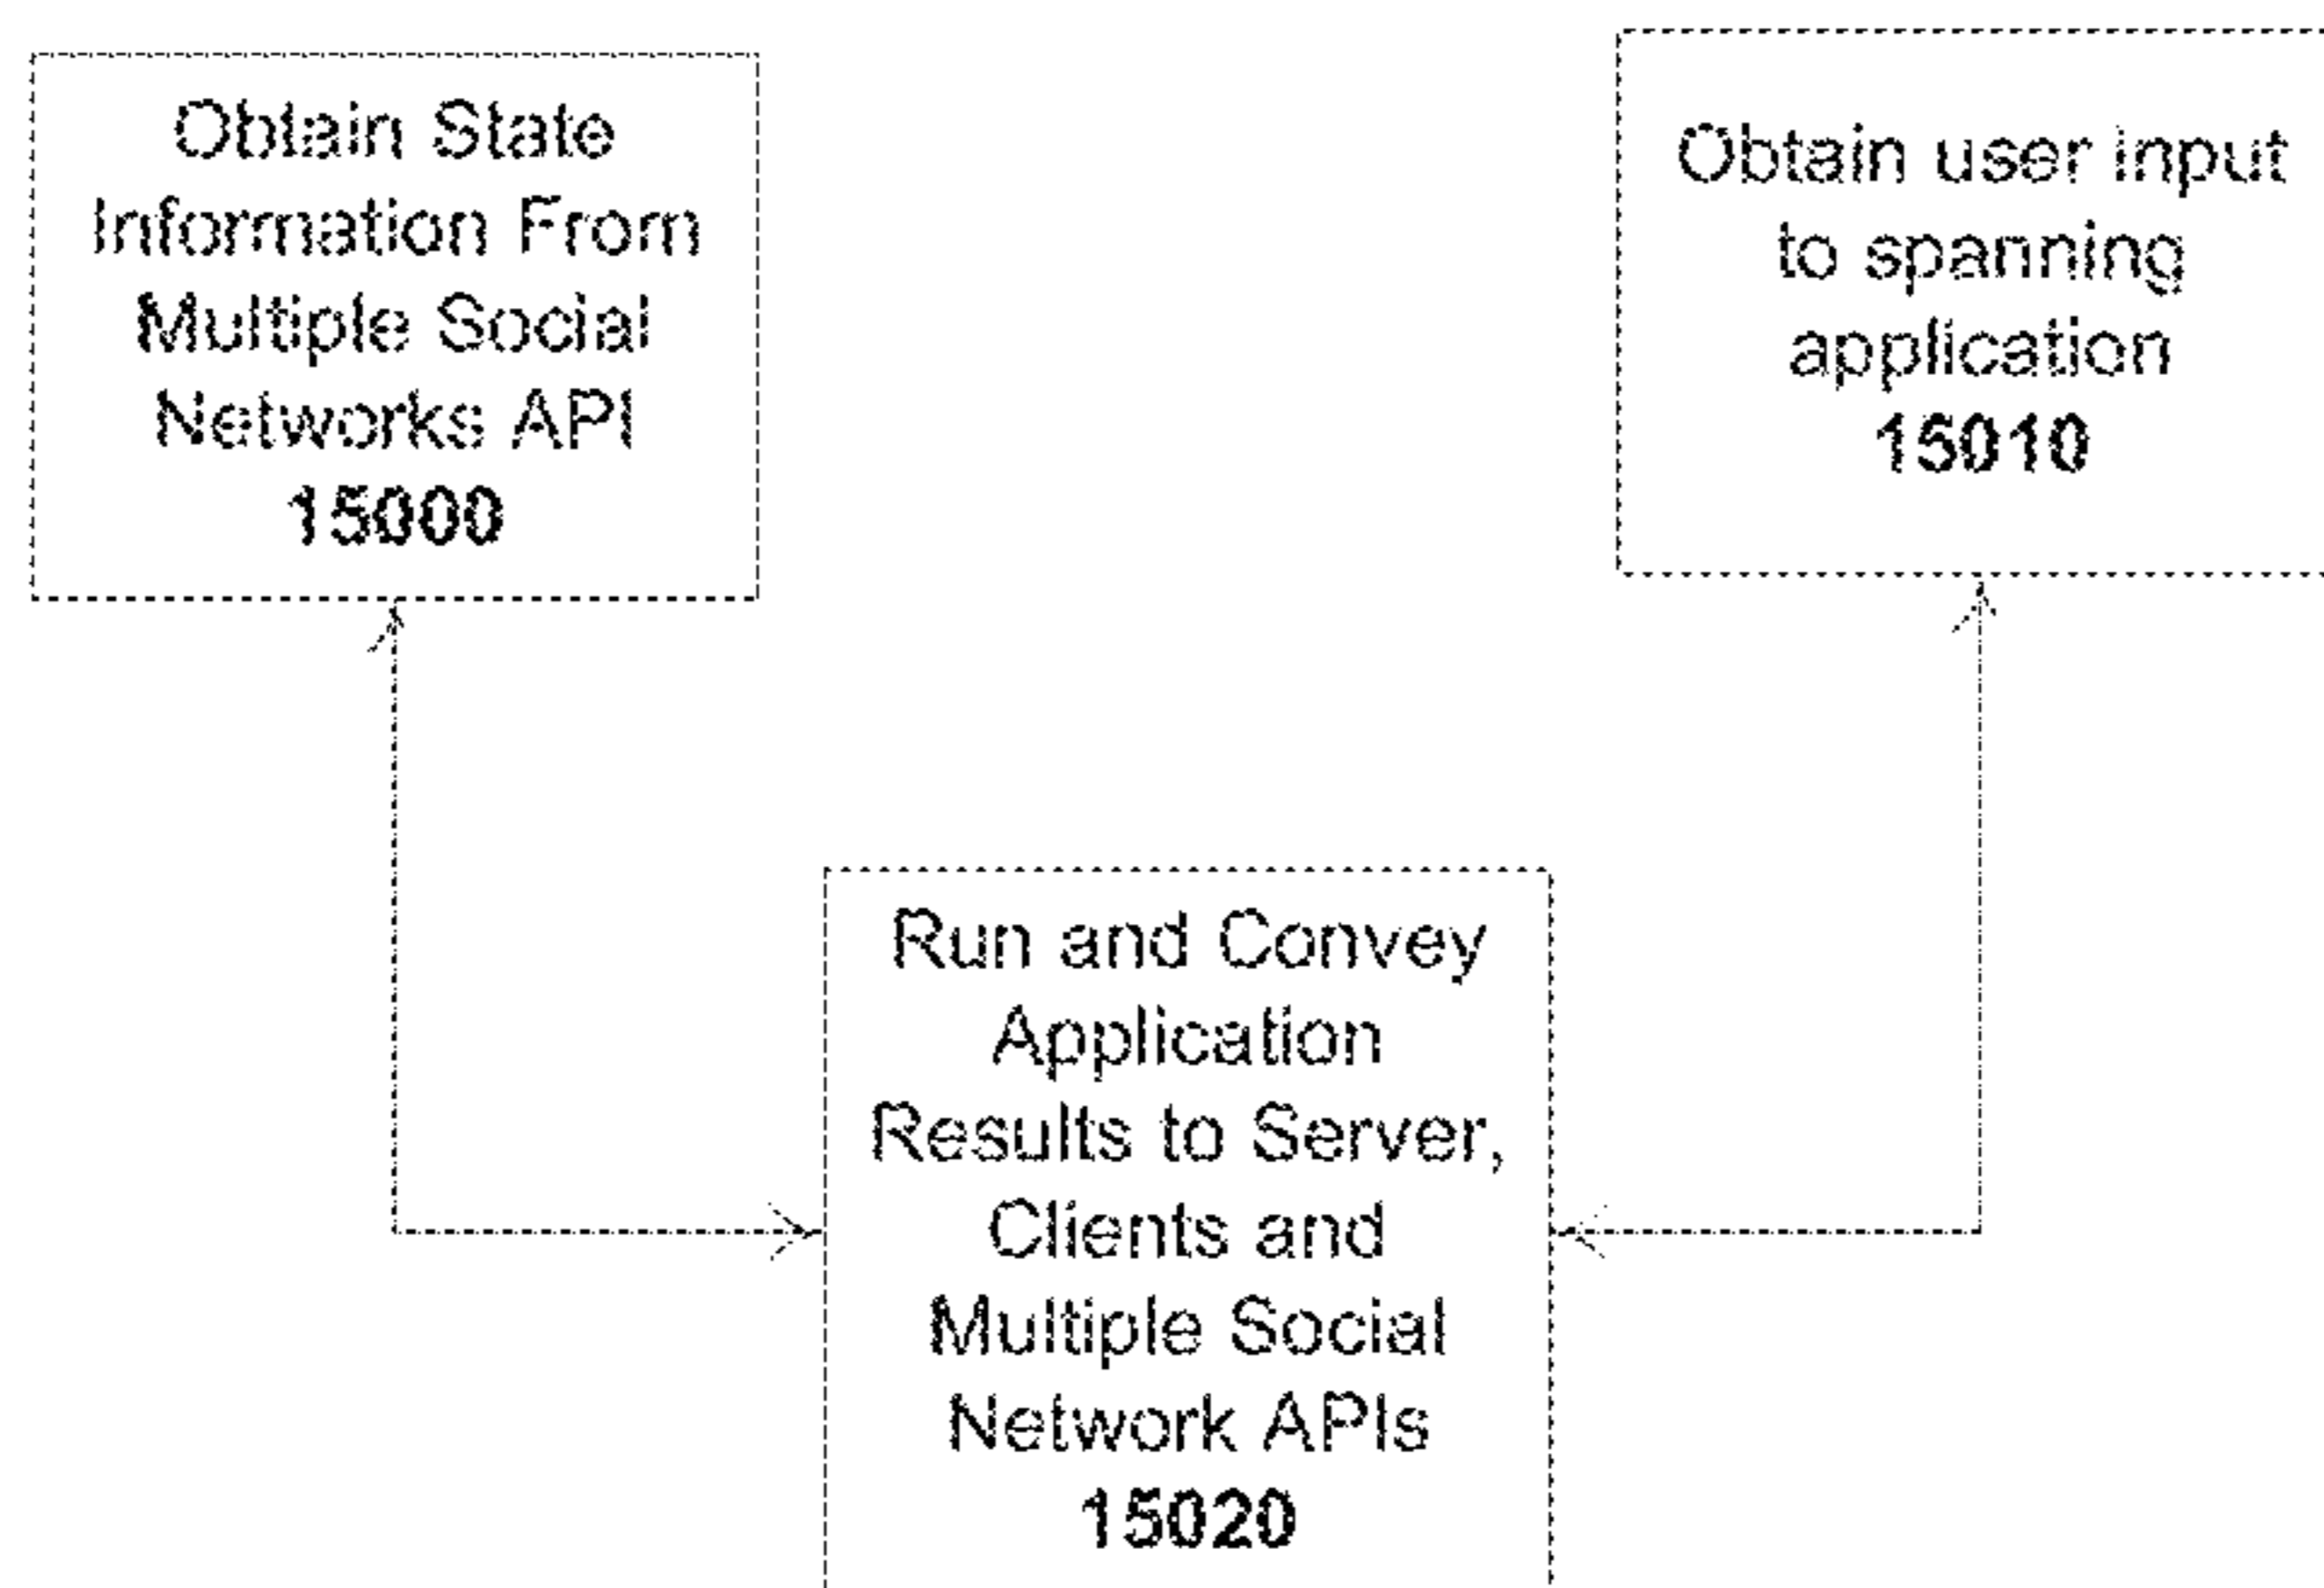 Obtain State
Information From
Multiple Social
Networks API
15000
Obtain user input
to spanning
application
15010
Run and Convey
Application
Results to Server,
Clients and
Multiple Social
Network APIs
15020